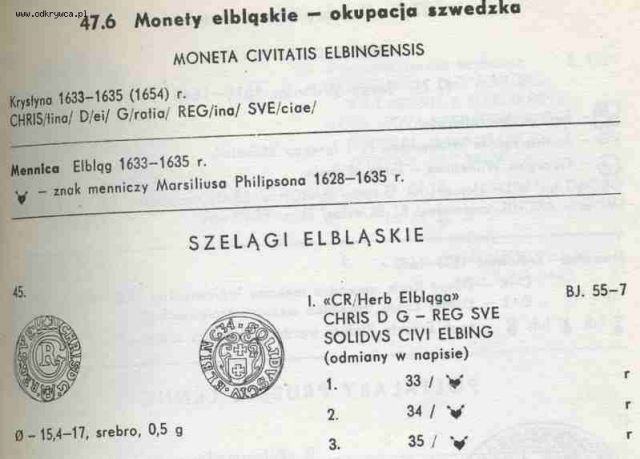 www.odkrywca.pl
47.6 Monety elbląskie – okupacja szwedzka
MONETA CIVITATIS ELBINGENSIS
Krystyna 1633–1635 (1654) r.
CHRIS/tina/ D/ei/ G/ratia/ REG/ina/ SVE/ciae/
Mennica Elbląg 1633–1635 r.
– znak menniczy Marsiliusa Philipsona 1628–1635 r.
SZELĄGI ELBLĄSKIE
45.
I. «CR/Herb Elbląga» BJ. 55–7
CHRIS D G – REG SVE
SOLIDVS CIVI ELBING
(odmiany w napisie)
1. 33 / r
2. 34 / r
3. 35 / r
Ø – 15,4–17, srebro, 0,5 g